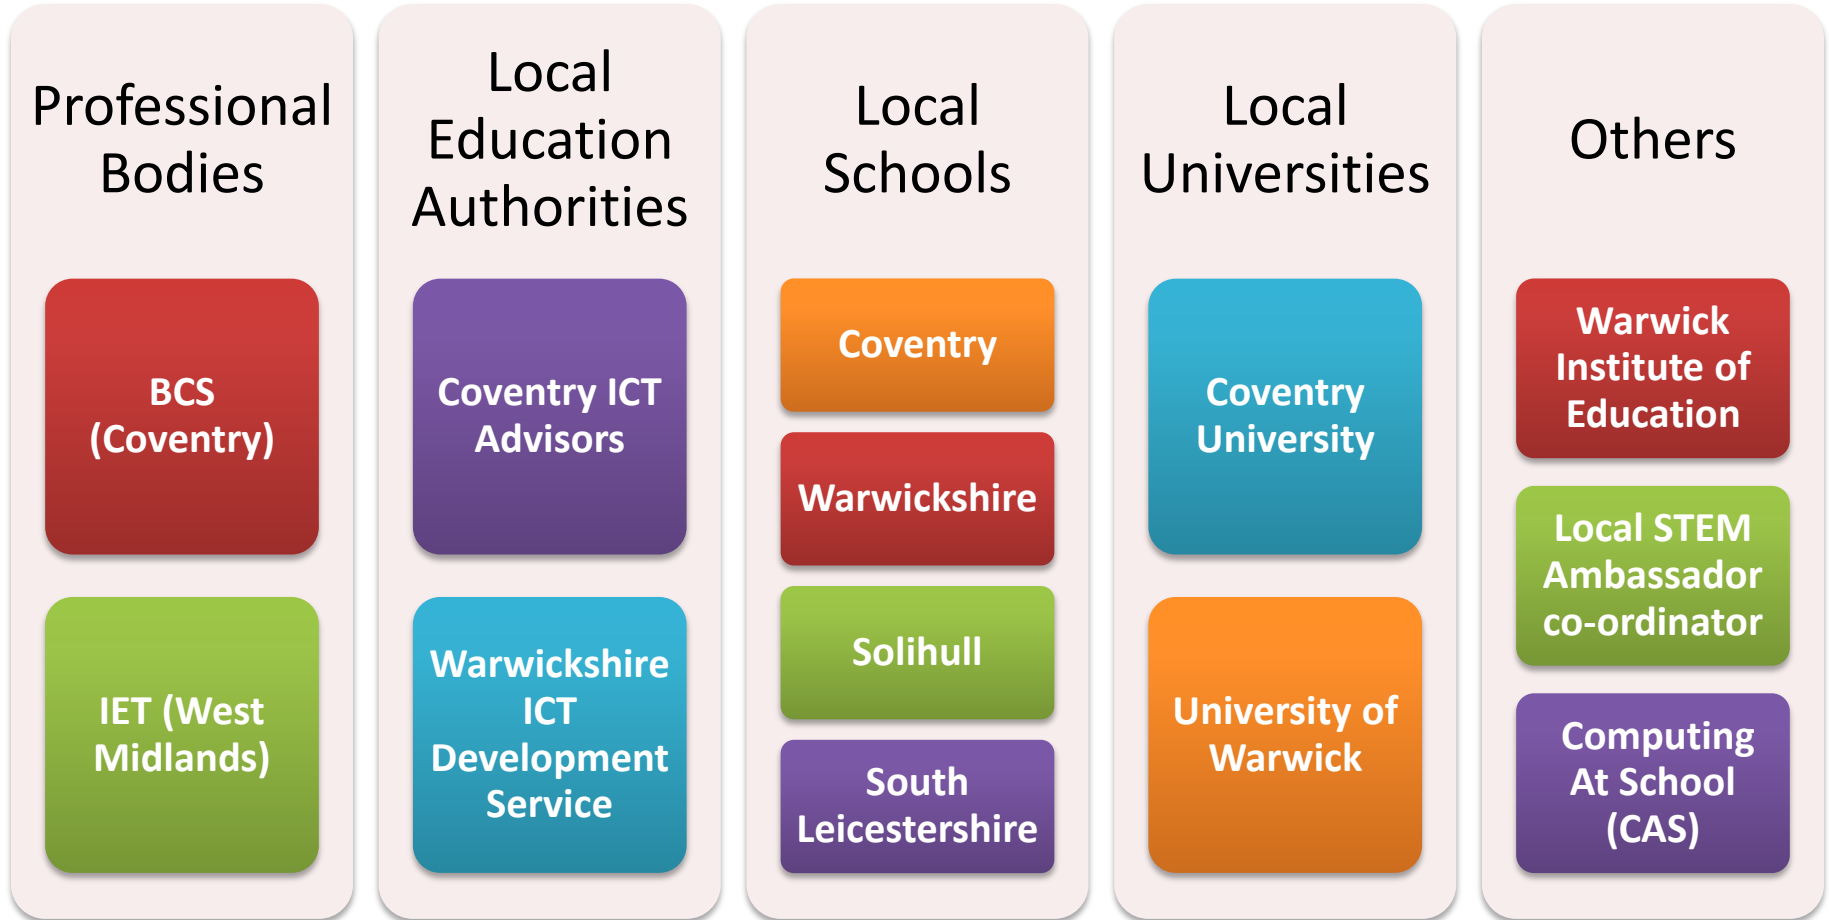 Professional
Bodies
BCS
(Coventry)
IET (West
Midlands)
Local
Education
Authorities
Coventry ICT
Advisors
Warwickshire
ICT
Development
Service
Local
Schools
Coventry
Warwickshire
Solihull
South
Leicestershire
Local
Universities
Coventry
University
University of
Warwick
Others
Warwick
Institute of
Education
Local STEM
Ambassador
co-ordinator
Computing
At School
(CAS)